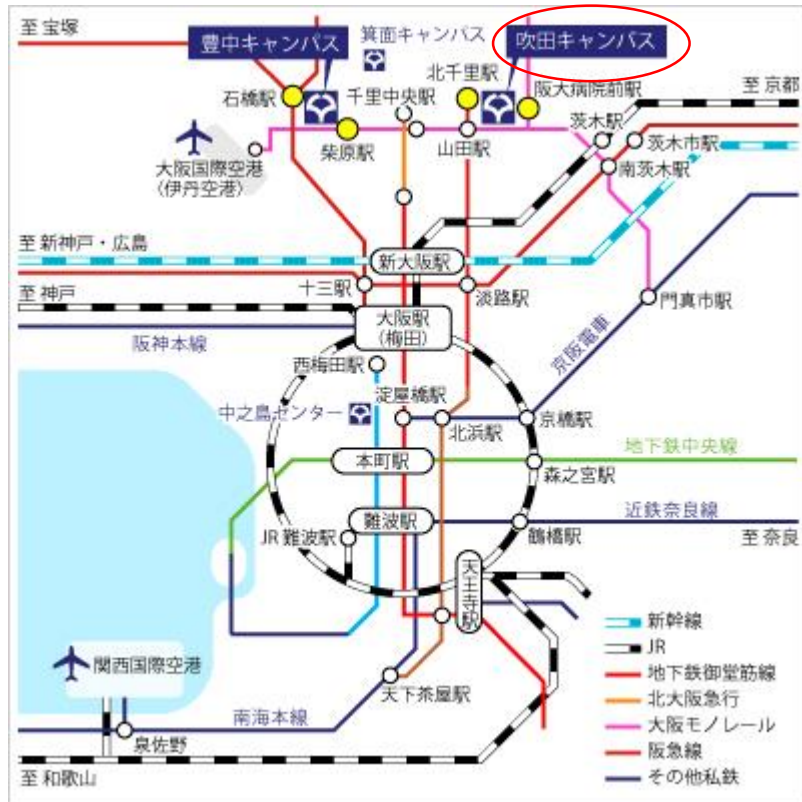 至 宝塚
豊中キャンパス
箕面キャンパス
吹田キャンパス
石橋駅
千里中央駅
北千里駅
阪大病院前駅
至 京都
茨木駅
柴原駅
山田駅
茨木市駅
南茨木駅
大阪国際空港
(伊丹空港)
至 新神戸・広島
新大阪駅
至 神戸
十三駅
淡路駅
門真市駅
大阪駅
(梅田)
阪神本線
京阪電車
西梅田駅
淀屋橋駅
中之島センター
北浜駅
京橋駅
地下鉄中央線
本町駅
森之宮駅
難波駅
近鉄奈良線
JR 難波駅
鶴橋駅
至 奈良
天王寺駅
新幹線
JR
関西国際空港
地下鉄御堂筋線
天下茶屋駅
北大阪急行
南海本線
大阪モノレール
泉佐野
阪急線
至 和歌山
その他私鉄